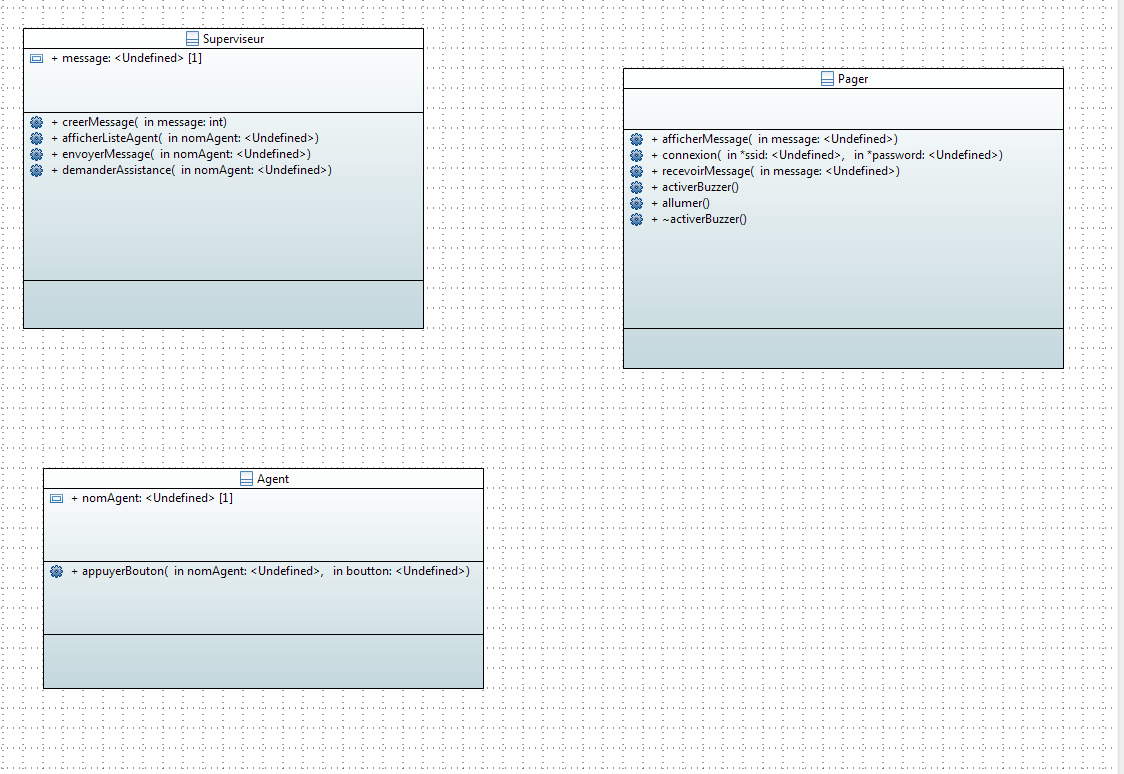 Superviseur
+ message: <Undefined> [1]
+ creerMessage( in message: int)
+ afficherListeAgent( in nomAgent: <Undefined>)
+ envoyerMessage( in nomAgent: <Undefined>)
+ demanderAssistance( in nomAgent: <Undefined>)
Pager
+ afficherMessage( in message: <Undefined>)
+ connexion( in *ssid: <Undefined>, in *password: <Undefined>)
+ recevoirMessage( in message: <Undefined>)
+ activerBuzzer()
+ allumer()
+ ~activerBuzzer()
Agent
+ nomAgent: <Undefined> [1]
+ appuyerBouton( in nomAgent: <Undefined>, in boutton: <Undefined>)